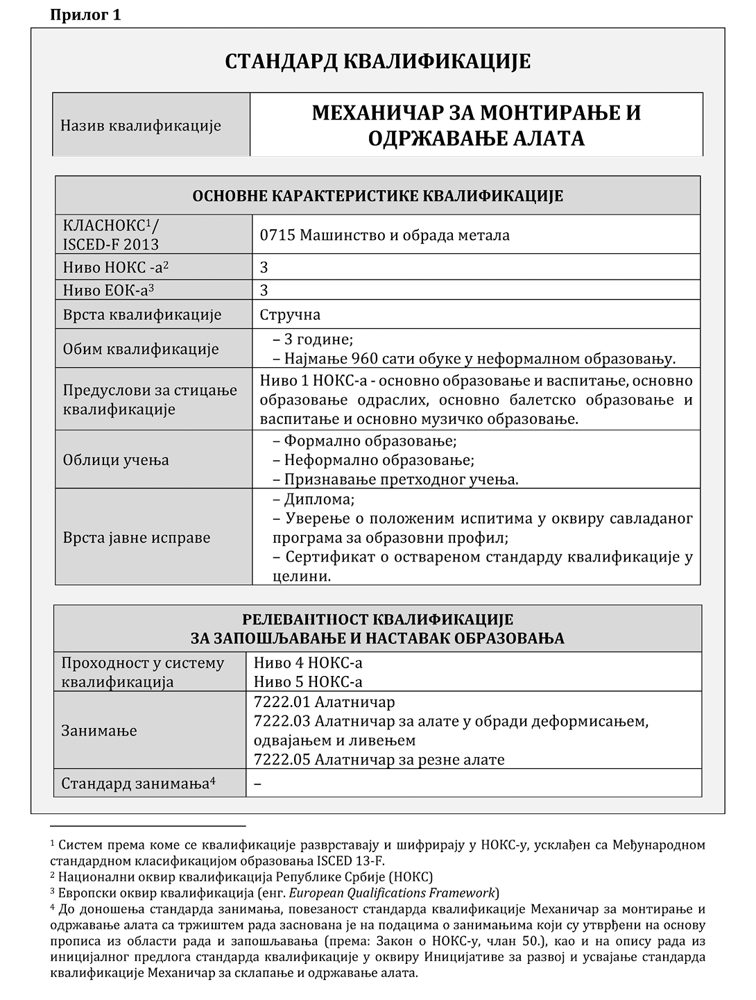 Прилог 1
СТАНДАРД КВАЛИФИКАЦИЈЕ
Назив квалификације
МЕХАНИЧАР ЗА МОНТИРАЊЕ И
ОДРЖАВАЊЕ АЛАТА
ОСНОВНЕ КАРАКТЕРИСТИКЕ КВАЛИФИКАЦИЈЕ
КЛАСНОКС¹/
ISCED-F 2013
0715 Машинство и обрада метала
Ниво НОКС -а²
3
Ниво ЕОК-а³
3
Врста квалификације
Стручна
Обим квалификације
– 3 године;
– Најмање 960 сати обуке у неформалном образовању.
Предуслови за стицање
квалификације
Ниво 1 НОКС-а - основно образовање и васпитање, основно
образовање одраслих, основно балетско образовање и
васпитање и основно музичко образовање.
Облици учења
– Формално образовање;
– Неформално образовање;
– Признавање претходног учења.
Врста јавне исправе
– Диплома;
– Уверење о положеним испитима у оквиру савладаног
програма за образовни профил;
– Сертификат о оствареном стандарду квалификације у
целини.
РЕЛЕВАНТНОСТ КВАЛИФИКАЦИЈЕ
ЗА ЗАПОШЉАВАЊЕ И НАСТАВАК ОБРАЗОВАЊА
Проходност у систему
квалификација
Ниво 4 НОКС-а
Ниво 5 НОКС-а
Занимање
7222.01 Алатничар
7222.03 Алатничар за алате у обради деформисањем,
одвајањем и ливењем
7222.05 Алатничар за резне алате
Стандард занимања⁴
–
¹ Систем према коме се квалификације разврставају и шифрирају у НОКС-у, усклађен са Међународном
стандардном класификацијом образовања ISCED 13-F.
² Национални оквир квалификација Републике Србије (НОКС)
³ Европски оквир квалификација (енг. European Qualifications Framework)
⁴ До доношења стандарда занимања, повезаност стандарда квалификације Механичар за монтирање и
одржавање алата са тржиштем рада заснована је на подацима о занимањима који су утврђени на основу
прописа из области рада и запошљавања (према: Закон о НОКС-у, члан 50.), као и на опису рада из
иницијалног предлога стандарда квалификације у оквиру Иницијативе за развој и усвајање стандарда
квалификације Механичар за склапање и одржавање алата.